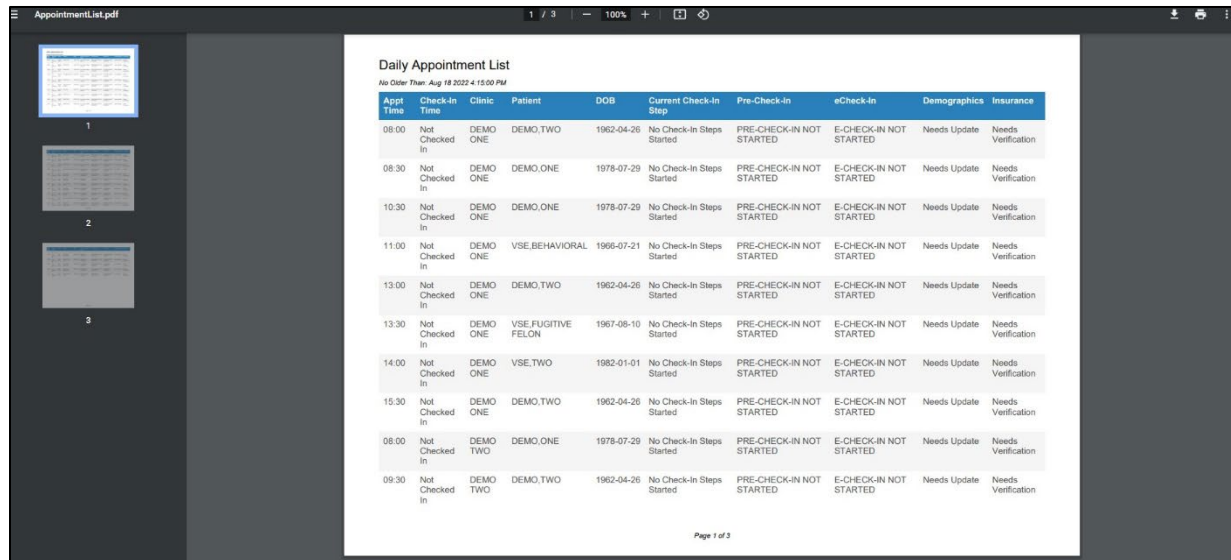 AppointmentList.pdf
1 / 3
100%
1
2
3
Daily Appointment List
No Older Than: Aug 18 2022 4:15:00 PM
Appt Time Check-In Time Clinic Patient DOB Current Check-In Step Pre-Check-In eCheck-In Demographics Insurance
08:00 Not Checked In DEMO ONE DEMO,TWO 1962-04-26 No Check-In Steps Started PRE-CHECK-IN NOT STARTED E-CHECK-IN NOT STARTED Needs Update Needs Verification
08:30 Not Checked In DEMO ONE DEMO,ONE 1978-07-29 No Check-In Steps Started PRE-CHECK-IN NOT STARTED E-CHECK-IN NOT STARTED Needs Update Needs Verification
10:30 Not Checked In DEMO ONE DEMO,ONE 1978-07-29 No Check-In Steps Started PRE-CHECK-IN NOT STARTED E-CHECK-IN NOT STARTED Needs Update Needs Verification
11:00 Not Checked In DEMO ONE VSE,BEHAVIORAL 1966-07-21 No Check-In Steps Started PRE-CHECK-IN NOT STARTED E-CHECK-IN NOT STARTED Needs Update Needs Verification
13:00 Not Checked In DEMO ONE DEMO,TWO 1962-04-26 No Check-In Steps Started PRE-CHECK-IN NOT STARTED E-CHECK-IN NOT STARTED Needs Update Needs Verification
13:30 Not Checked In DEMO ONE VSE,FUGITIVE FELON 1967-08-10 No Check-In Steps Started PRE-CHECK-IN NOT STARTED E-CHECK-IN NOT STARTED Needs Update Needs Verification
14:00 Not Checked In DEMO ONE VSE,TWO 1982-01-01 No Check-In Steps Started PRE-CHECK-IN NOT STARTED E-CHECK-IN NOT STARTED Needs Update Needs Verification
15:30 Not Checked In DEMO ONE DEMO,TWO 1962-04-26 No Check-In Steps Started PRE-CHECK-IN NOT STARTED E-CHECK-IN NOT STARTED Needs Update Needs Verification
08:00 Not Checked In DEMO TWO DEMO,ONE 1978-07-29 No Check-In Steps Started PRE-CHECK-IN NOT STARTED E-CHECK-IN NOT STARTED Needs Update Needs Verification
09:30 Not Checked In DEMO TWO DEMO,TWO 1962-04-26 No Check-In Steps Started PRE-CHECK-IN NOT STARTED E-CHECK-IN NOT STARTED Needs Update Needs Verification
Page 1 of 3